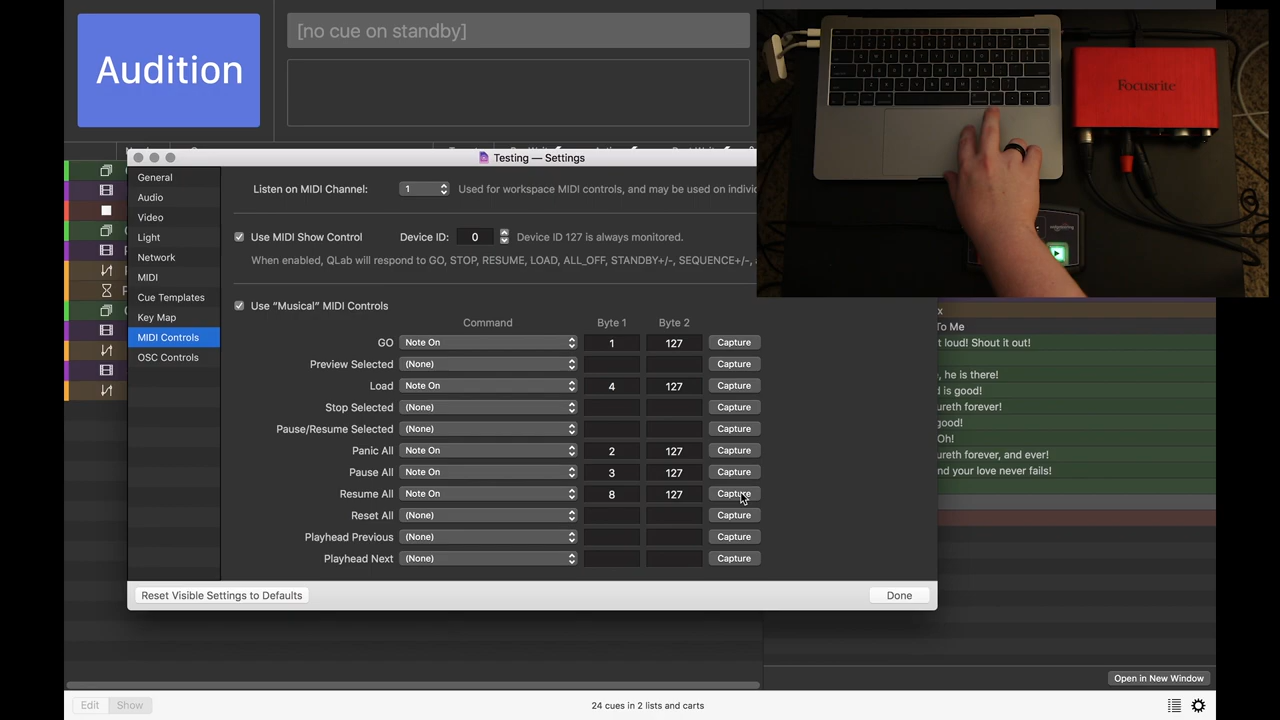 Audition
[no cue on standby]
Focusrite
Testing — Settings
General
Audio
Video
Light
Network
MIDI
Cue Templates
Key Map
MIDI Controls
OSC Controls
Listen on MIDI Channel: 1 Used for workspace MIDI controls, and may be used on
Use MIDI Show Control Device ID: 0 Device ID 127 is always monitored.
When enabled, QLab will respond to GO, STOP, RESUME, LOAD, ALL_OFF, STANDBY+/-, SEQUENCE+/-,
Use “Musical” MIDI Controls
Command Byte 1 Byte 2
GO Note On 1 127 Capture
Preview Selected (None) Capture
Load Note On 4 127 Capture
Stop Selected (None) Capture
Pause/Resume Selected (None) Capture
Panic All Note On 2 127 Capture
Pause All Note On 3 127 Capture
Resume All Note On 8 127 Capture
Reset All (None) Capture
Playhead Previous (None) Capture
Playhead Next (None) Capture
Reset Visible Settings to Defaults
Done
To Me
loud! Shout it out!
, he is there!
is good!
ureth forever!
good!
Oh!
ureth forever, and ever!
nd your love never fails!
Open in New Window
Edit Show
24 cues in 2 lists and carts